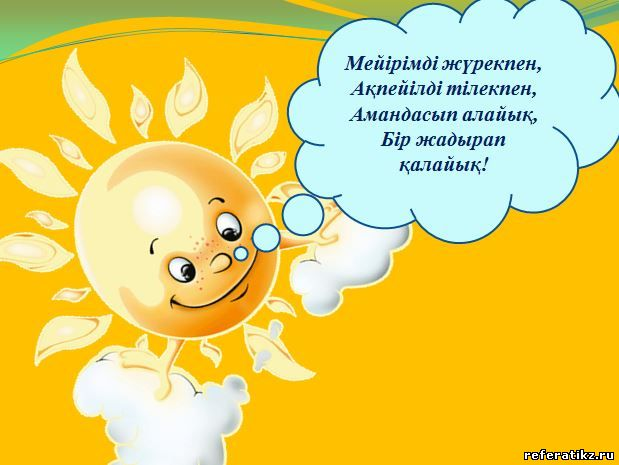 Мейірімді жүрекпен,
Ақпейілді тілекпен,
Амандасып алайық,
Бір жадырап
қалайық!
referatikz.ru